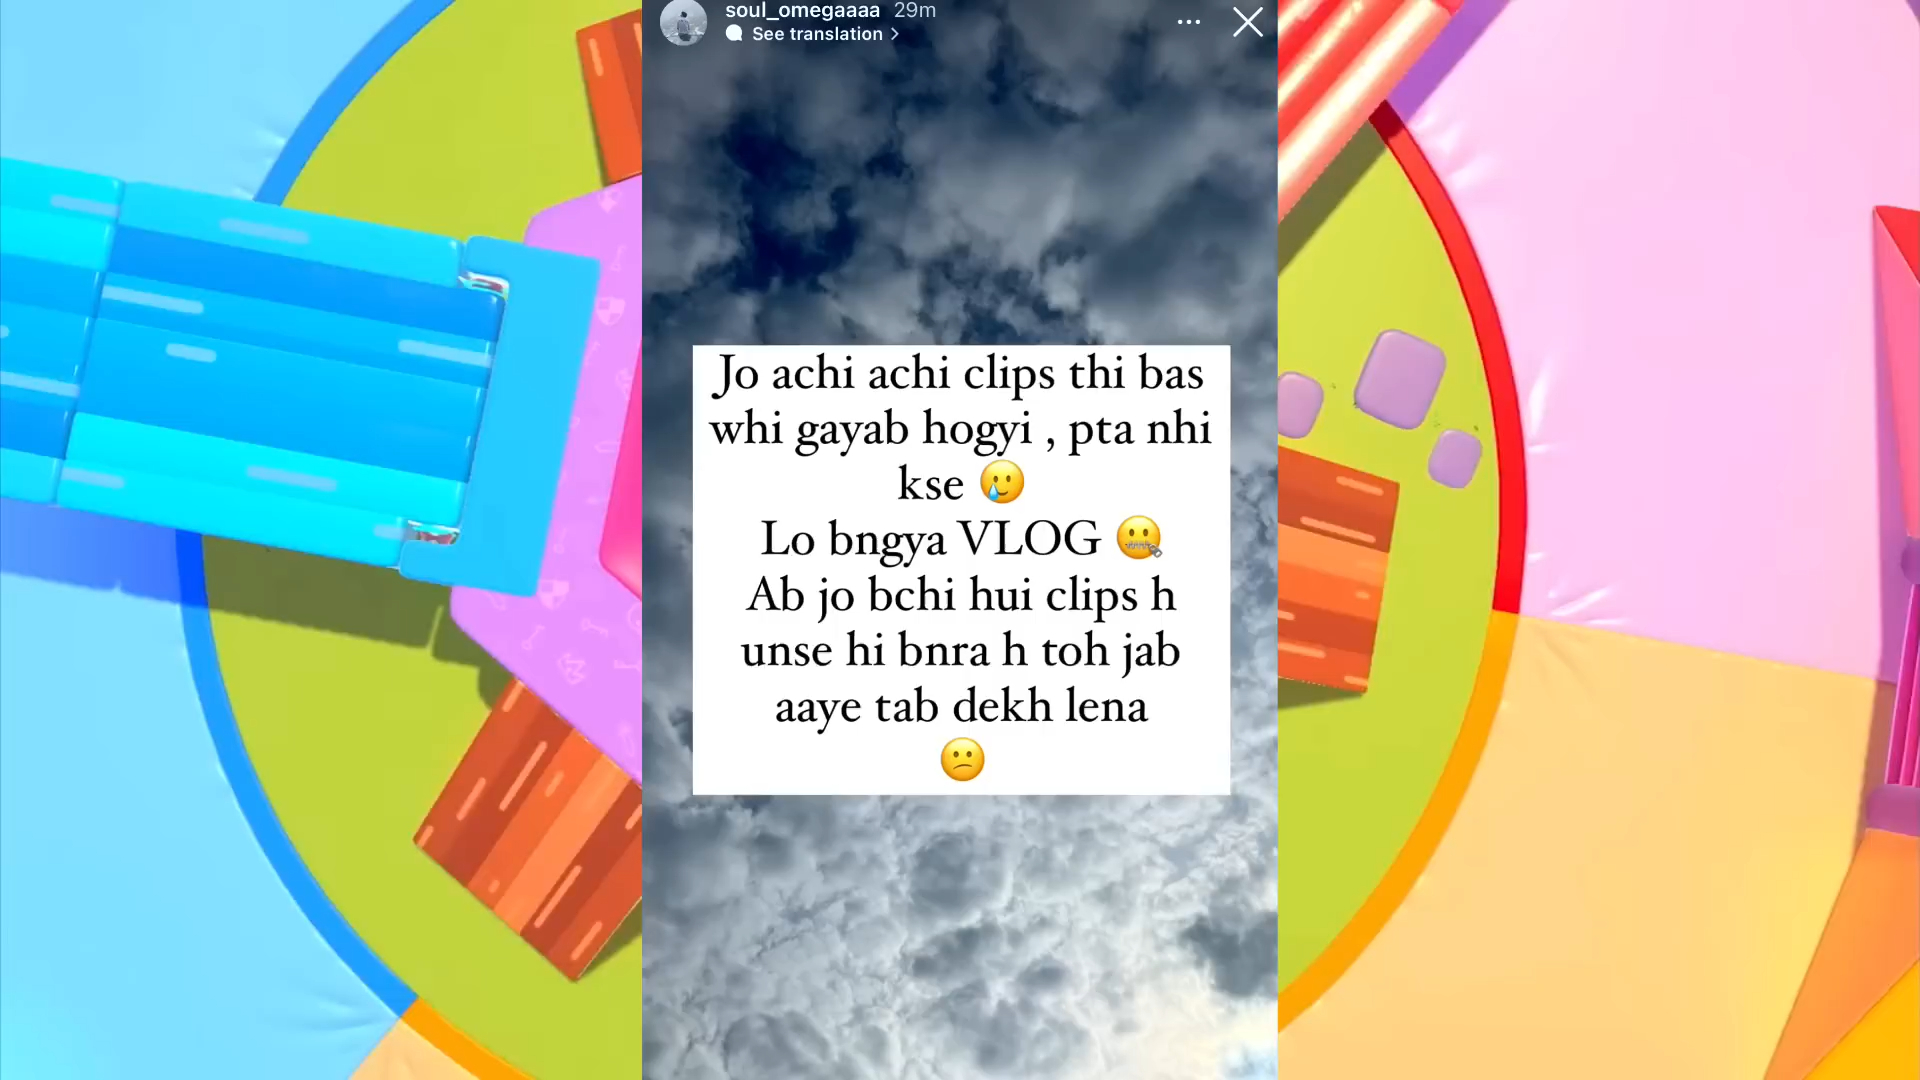 soul_omegaaaa 29m
See translation
Jo achi achi clips thi bas
whi gayab hogyi , pta nhi
kse 🥲
Lo bngya VLOG 🤐
Ab jo bchi hui clips h
unse hi bnra h toh jab
aaye tab dekh lena
😕